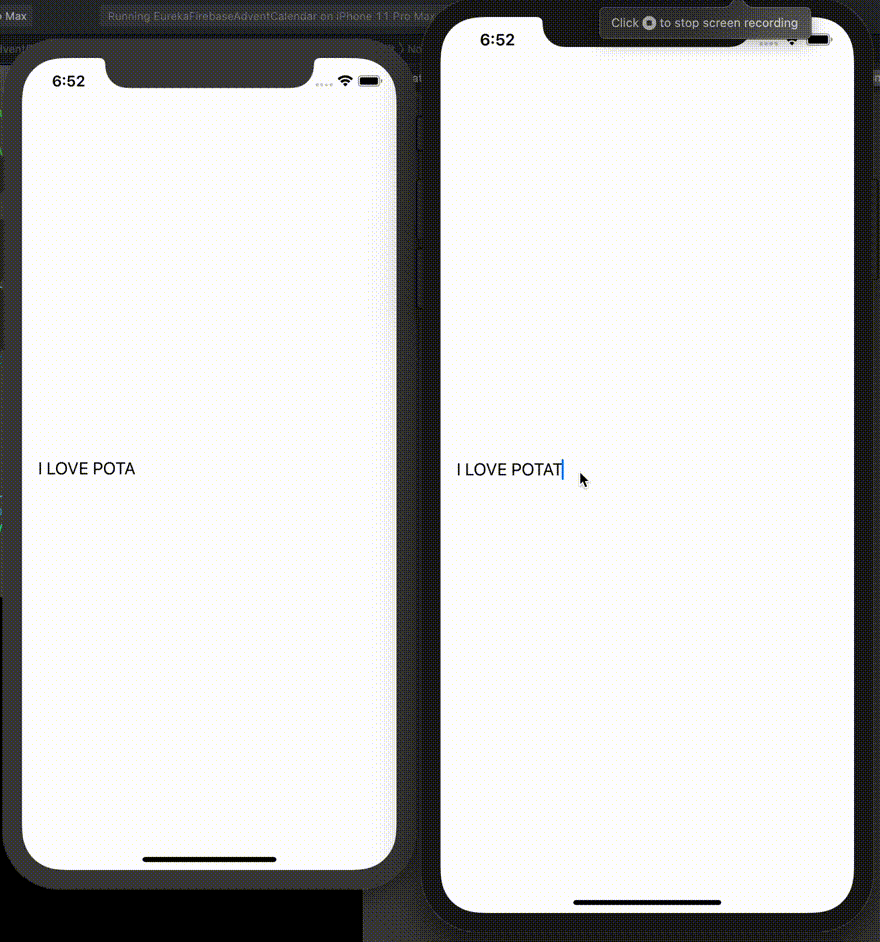 Max
Running EurekaFirebaseAdventCalendar on iPhone 11 Pro Max
Click to stop screen recording
6:52
6:52
I LOVE POTA
I LOVE POTAT